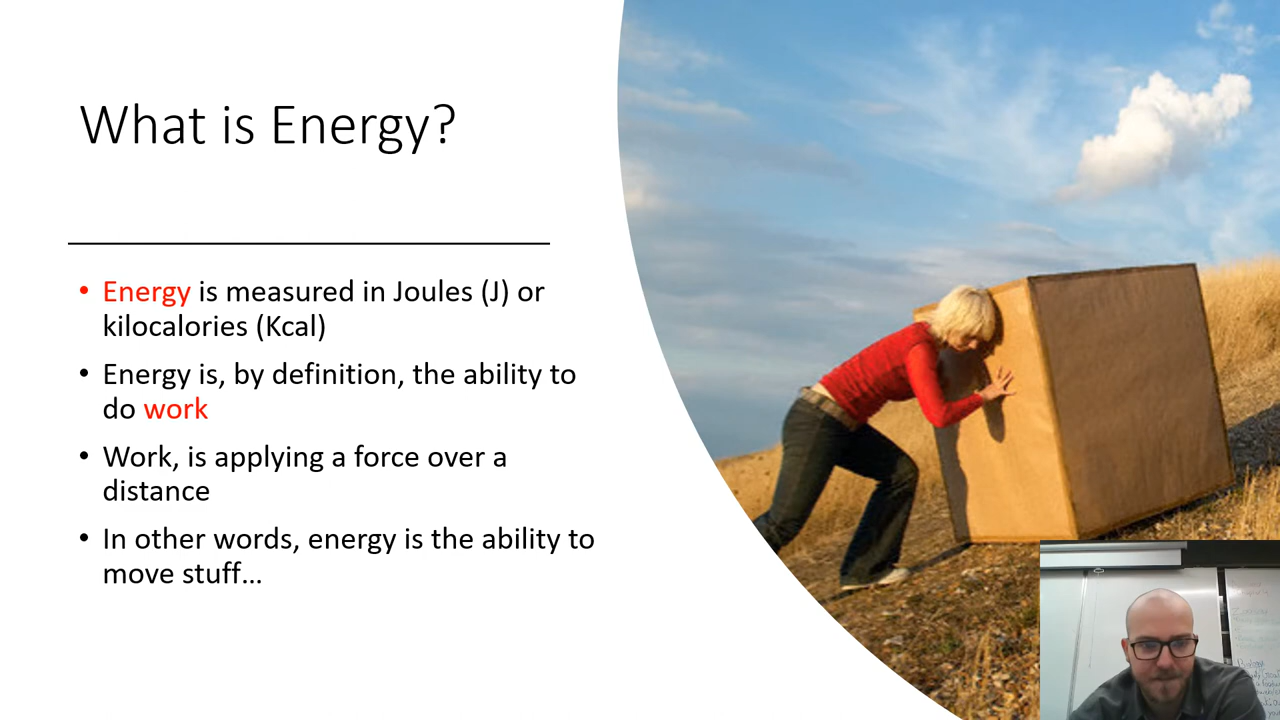 What is Energy?
• Energy is measured in Joules (J) or
kilocalories (Kcal)
• Energy is, by definition, the ability to
do work
• Work, is applying a force over a
distance
• In other words, energy is the ability to
move stuff...